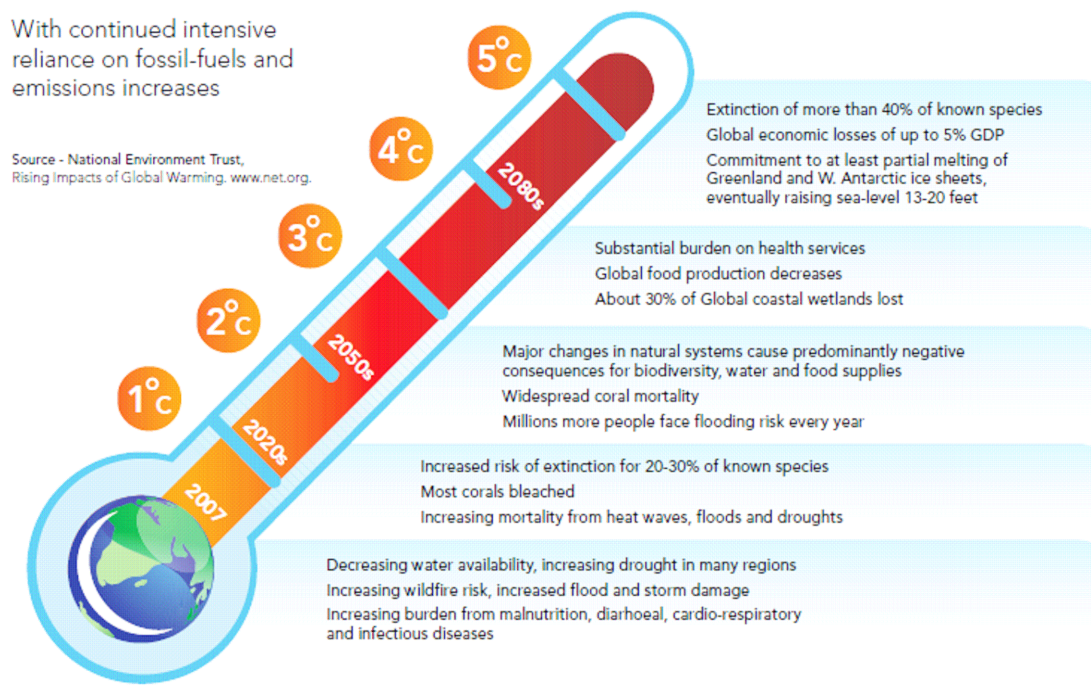 With continued intensive
reliance on fossil-fuels and
emissions increases
Source - National Environment Trust,
Rising Impacts of Global Warming. www.net.org.
5°C
4°C
3°C
2°C
1°C
2080s
2050s
2020s
2007
Extinction of more than 40% of known species
Global economic losses of up to 5% GDP
Commitment to at least partial melting of
Greenland and W. Antarctic ice sheets,
eventually raising sea-level 13-20 feet
Substantial burden on health services
Global food production decreases
About 30% of Global coastal wetlands lost
Major changes in natural systems cause predominantly negative
consequences for biodiversity, water and food supplies
Widespread coral mortality
Millions more people face flooding risk every year
Increased risk of extinction for 20-30% of known species
Most corals bleached
Increasing mortality from heat waves, floods and droughts
Decreasing water availability, increasing drought in many regions
Increasing wildfire risk, increased flood and storm damage
Increasing burden from malnutrition, diarhoeal, cardio-respiratory
and infectious diseases